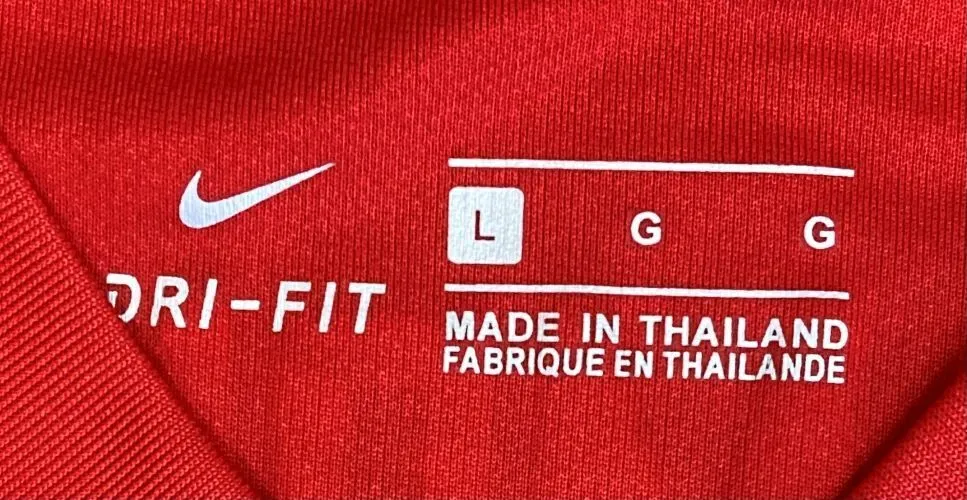 L G G
DRI-FIT
MADE IN THAILAND
FABRIQUE EN THAILANDE